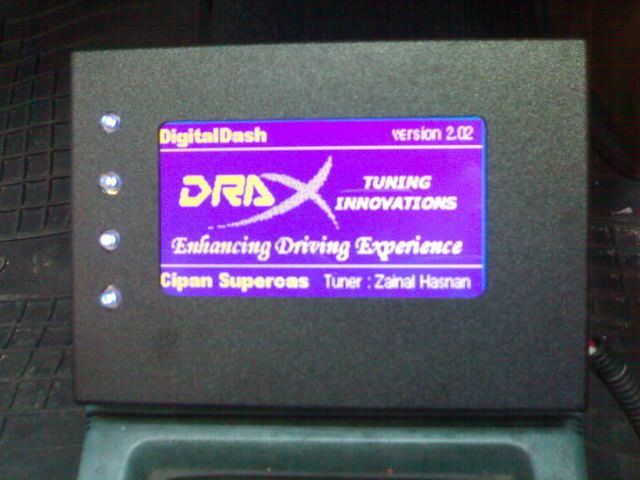 DigitalDash version 2.02
DRAX TUNING
INNOVATIONS
Enhancing Driving Experience
Cipan Supercas Tuner : Zainal Hasnan